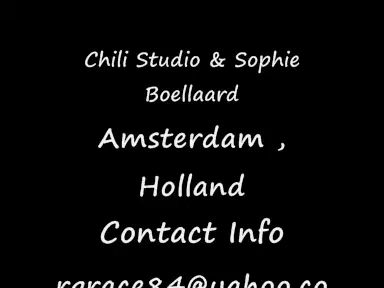 Chili Studio & Sophie
Boellaard
Amsterdam ,
Holland
Contact Info